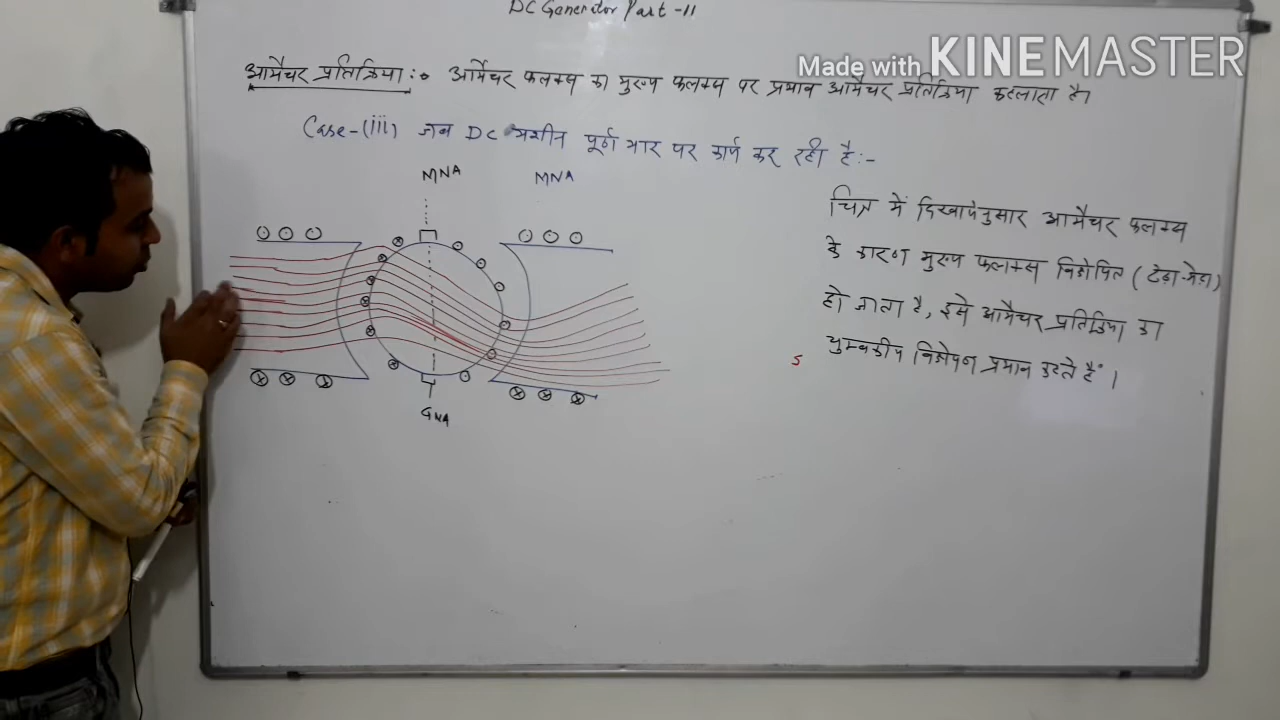 DC Generator Part-11
Made with KINEMASTER
आर्मेचर प्रतिक्रिया :- आर्मेचर फ्लक्स का मुख्य फ्लक्स पर प्रभाव आर्मेचर प्रतिक्रिया कहलाता है।
Case-(iii) जब DC मशीन पूर्ण भार पर कार्य कर रही है:-
MNA
MNA
चित्र में दिखायेनुसार आर्मेचर फ्लक्स
के कारण मुख्य फ्लक्स विक्षेपित (टेढ़ा-मेढ़ा)
हो जाता है, इसे आर्मेचर प्रतिक्रिया का
चुम्बकीय विक्षेपण प्रभाव कहते हैं।
S
GNA